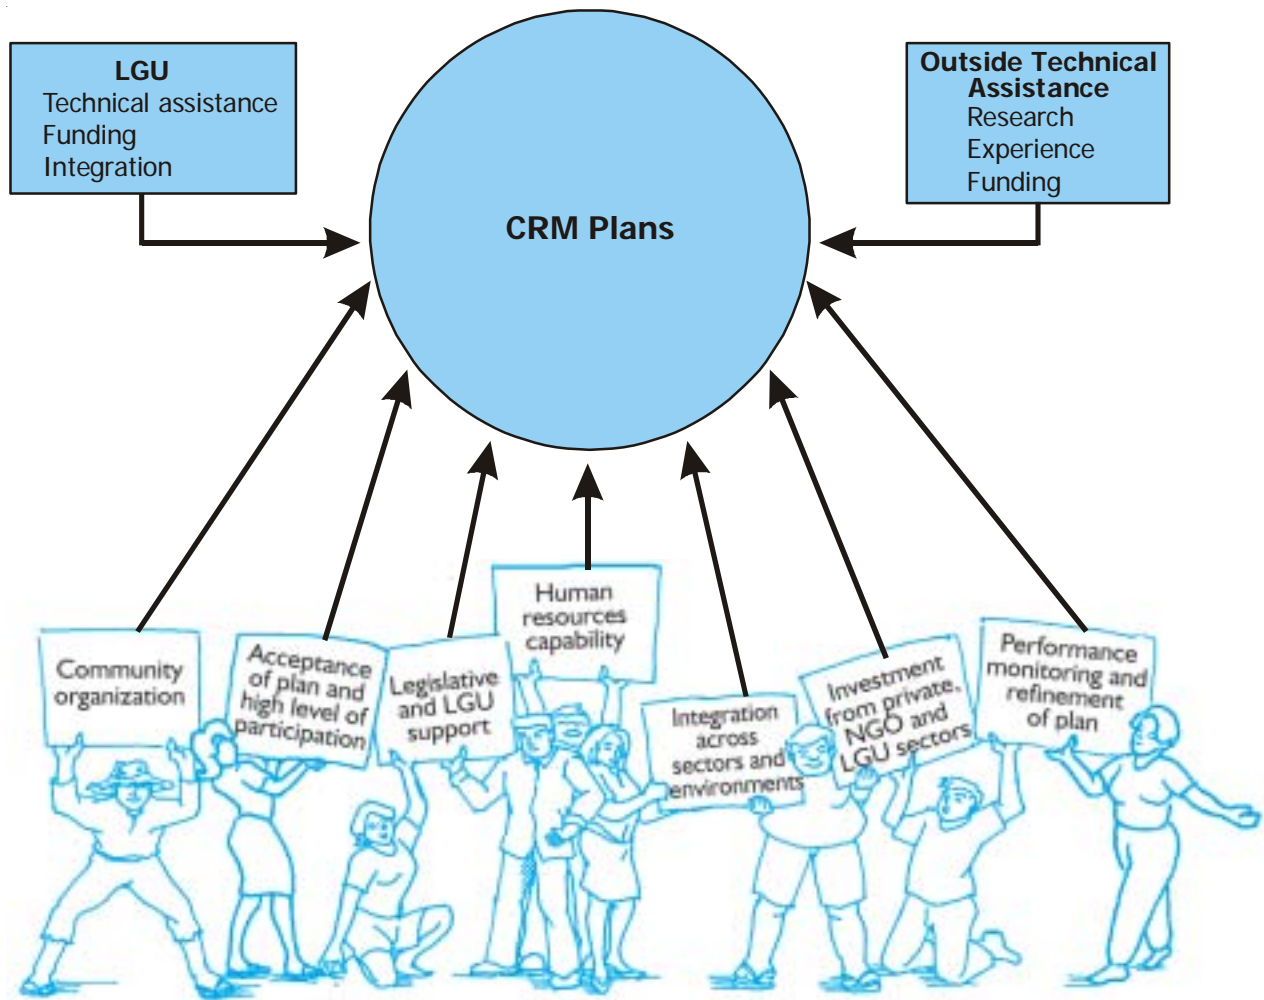 LGU
Technical assistance
Funding
Integration
CRM Plans
Outside Technical
Assistance
Research
Experience
Funding
Community
organization
Acceptance
of plan and
high level of
participation
Legislative
and LGU
support
Human
resources
capability
Integration
across
sectors and
environments
Investment
from private,
NGO and
LGU sectors
Performance
monitoring and
refinement
of plan